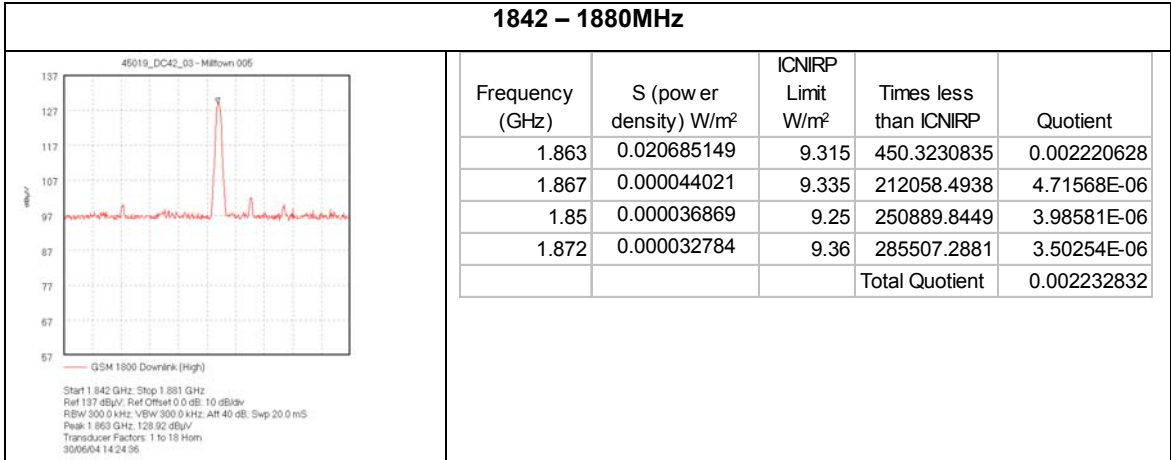 1842 – 1880MHz
45019_DC42_03 - Milltown 005
137
127
117
107
97
87
77
67
57
dBµV
GSM 1800 Downlink (High)
Start 1.842 GHz; Stop 1.881 GHz
Ref 137 dBµV; Ref Offset 0.0 dB; 10 dB/div
RBW 300.0 kHz; VBW 300.0 kHz; Att 40 dB; Swp 20.0 mS
Peak 1.863 GHz, 128.92 dBµV
Transducer Factors: 1 to 18 Horn
30/06/04 14:24:36
Frequency (GHz) S (pow er density) W/m² ICNIRP Limit W/m² Times less than ICNIRP Quotient
1.863 0.020685149 9.315 450.3230835 0.002220628
1.867 0.000044021 9.335 212058.4938 4.71568E-06
1.85 0.000036869 9.25 250889.8449 3.98581E-06
1.872 0.000032784 9.36 285507.2881 3.50254E-06
Total Quotient 0.002232832